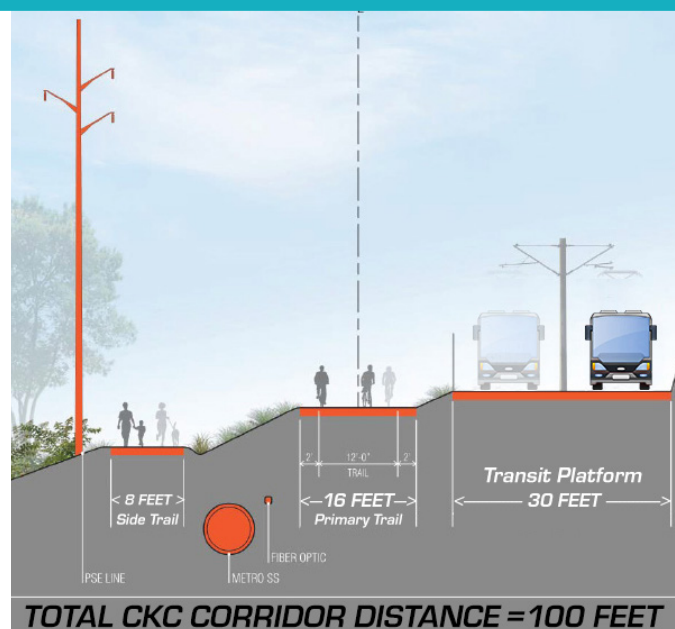 2'
12'-0"
2'
TRAIL
< 8 FEET >
Side Trail
16 FEET
Primary Trail
Transit Platform
30 FEET
FIBER OPTIC
PSE LINE
METRO SS
TOTAL CKC CORRIDOR DISTANCE = 100 FEET